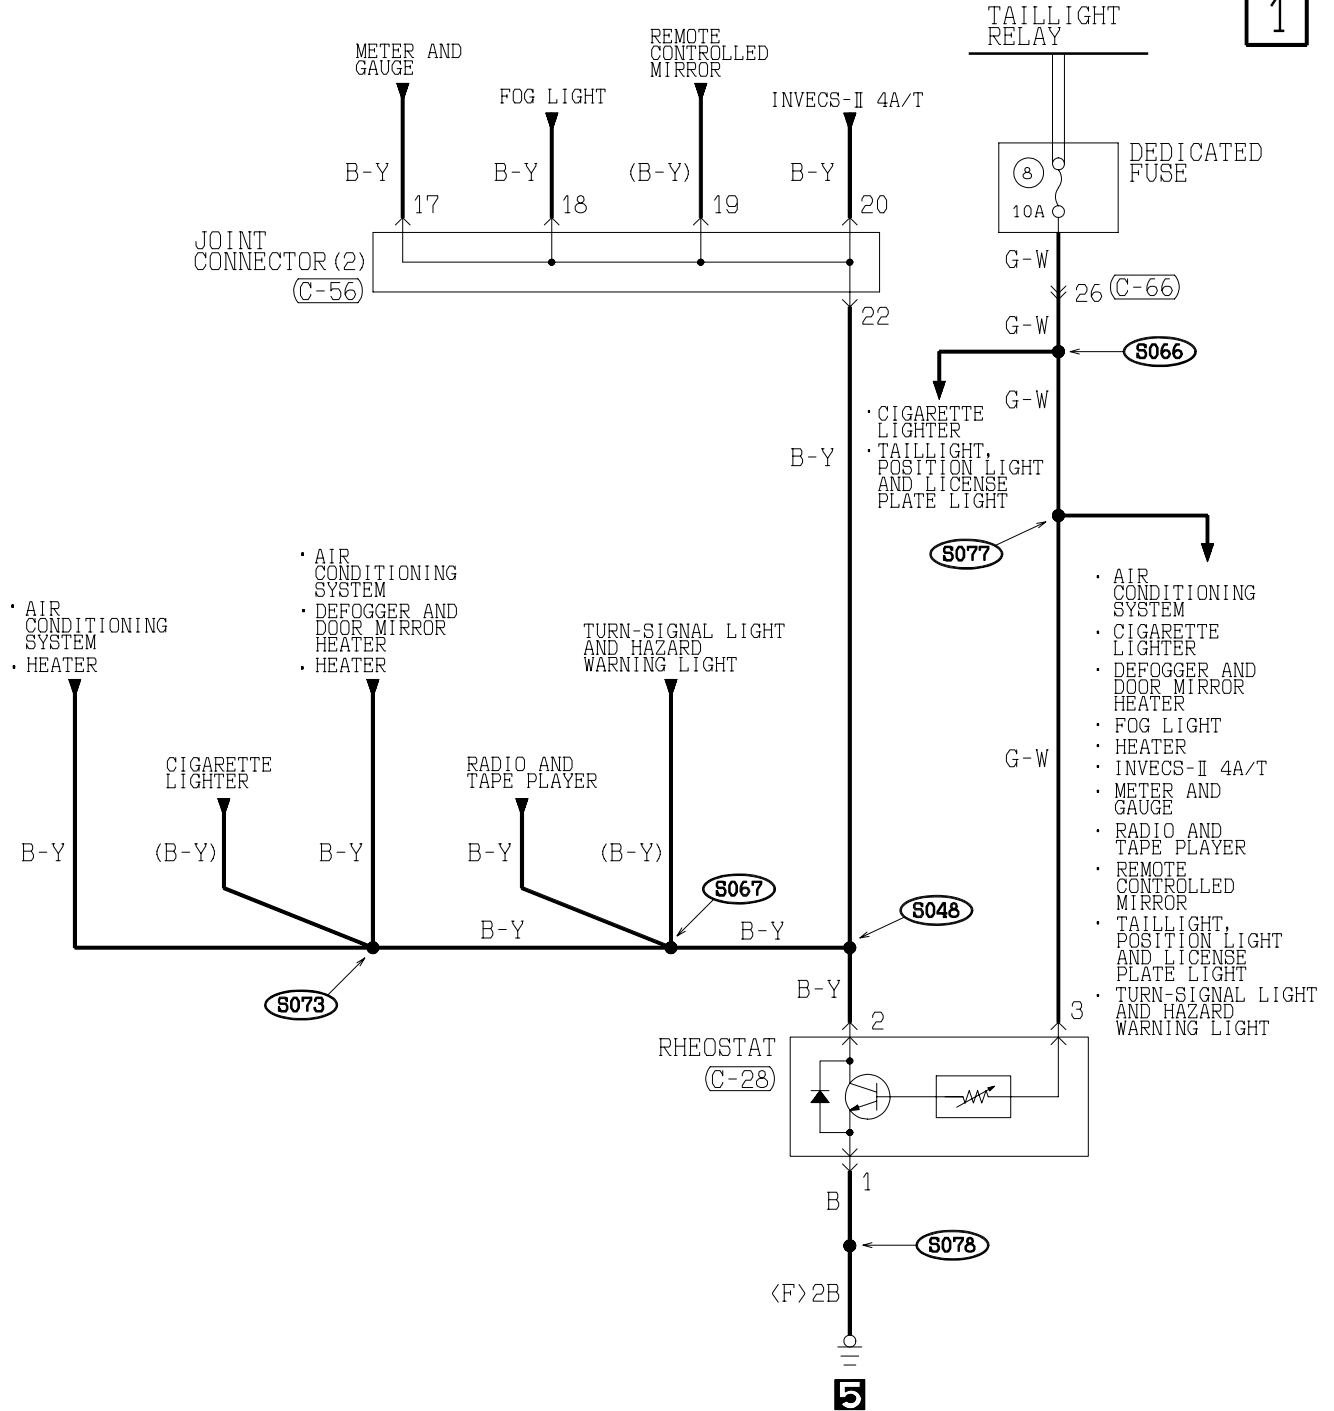 1
TAILLIGHT
RELAY
METER AND
GAUGE
FOG LIGHT
REMOTE
CONTROLLED
MIRROR
INVECS-Ⅱ 4A/T
DEDICATED
FUSE
8
10A
B-Y
B-Y
(B-Y)
B-Y
17
18
19
20
JOINT
CONNECTOR(2)
(C-56)
22
G-W
26
(C-66)
G-W
S066
G-W
· CIGARETTE
LIGHTER
· TAILLIGHT,
POSITION LIGHT
AND LICENSE
PLATE LIGHT
B-Y
S077
· AIR
CONDITIONING
SYSTEM
· HEATER
· AIR
CONDITIONING
SYSTEM
· DEFOGGER AND
DOOR MIRROR
HEATER
· HEATER
TURN-SIGNAL LIGHT
AND HAZARD
WARNING LIGHT
CIGARETTE
LIGHTER
RADIO AND
TAPE PLAYER
G-W
· AIR
CONDITIONING
SYSTEM
· CIGARETTE
LIGHTER
· DEFOGGER AND
DOOR MIRROR
HEATER
· FOG LIGHT
· HEATER
· INVECS-Ⅱ 4A/T
· METER AND
GAUGE
· RADIO AND
TAPE PLAYER
· REMOTE
CONTROLLED
MIRROR
· TAILLIGHT,
POSITION LIGHT
AND LICENSE
PLATE LIGHT
· TURN-SIGNAL LIGHT
AND HAZARD
WARNING LIGHT
B-Y
(B-Y)
B-Y
B-Y
(B-Y)
S067
S048
B-Y
B-Y
S073
B-Y
2
3
RHEOSTAT
(C-28)
1
B
S078
〈F〉2B
5